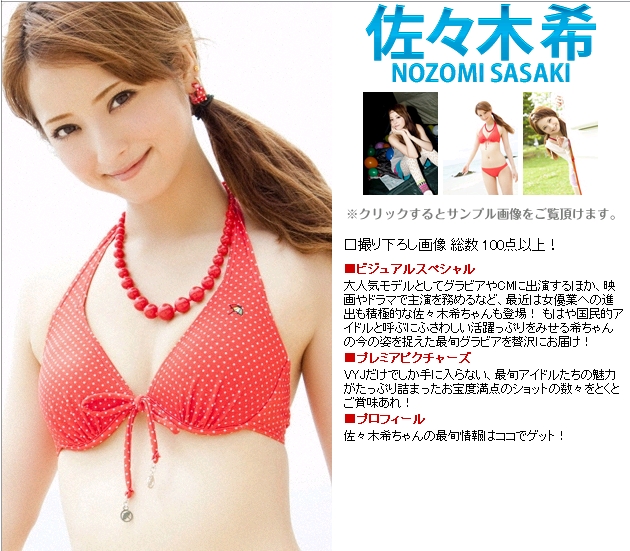 佐々木希
NOZOMI SASAKI
※クリックするとサンプル画像をご覧頂けます。
□撮り下ろし画像 総数100点以上！
■ビジュアルスペシャル
大人気モデルとしてグラビアやCMに出演するほか、映
画やドラマで主演を務めるなど、最近は女優業への進
出も積極的な佐々木希ちゃんも登場！ もはや国民的ア
イドルと呼ぶにふさわしい活躍っぷりをみせる希ちゃん
の今の姿を捉えた最旬グラビアを贅沢にお届け！
■プレミアピクチャーズ
VYJだけでしか手に入らない、最旬アイドルたちの魅力
がたっぷり詰まったお宝度満点のショットの数々をとくと
ご賞味あれ！
■プロフィール
佐々木希ちゃんの最旬情報はココでゲット！